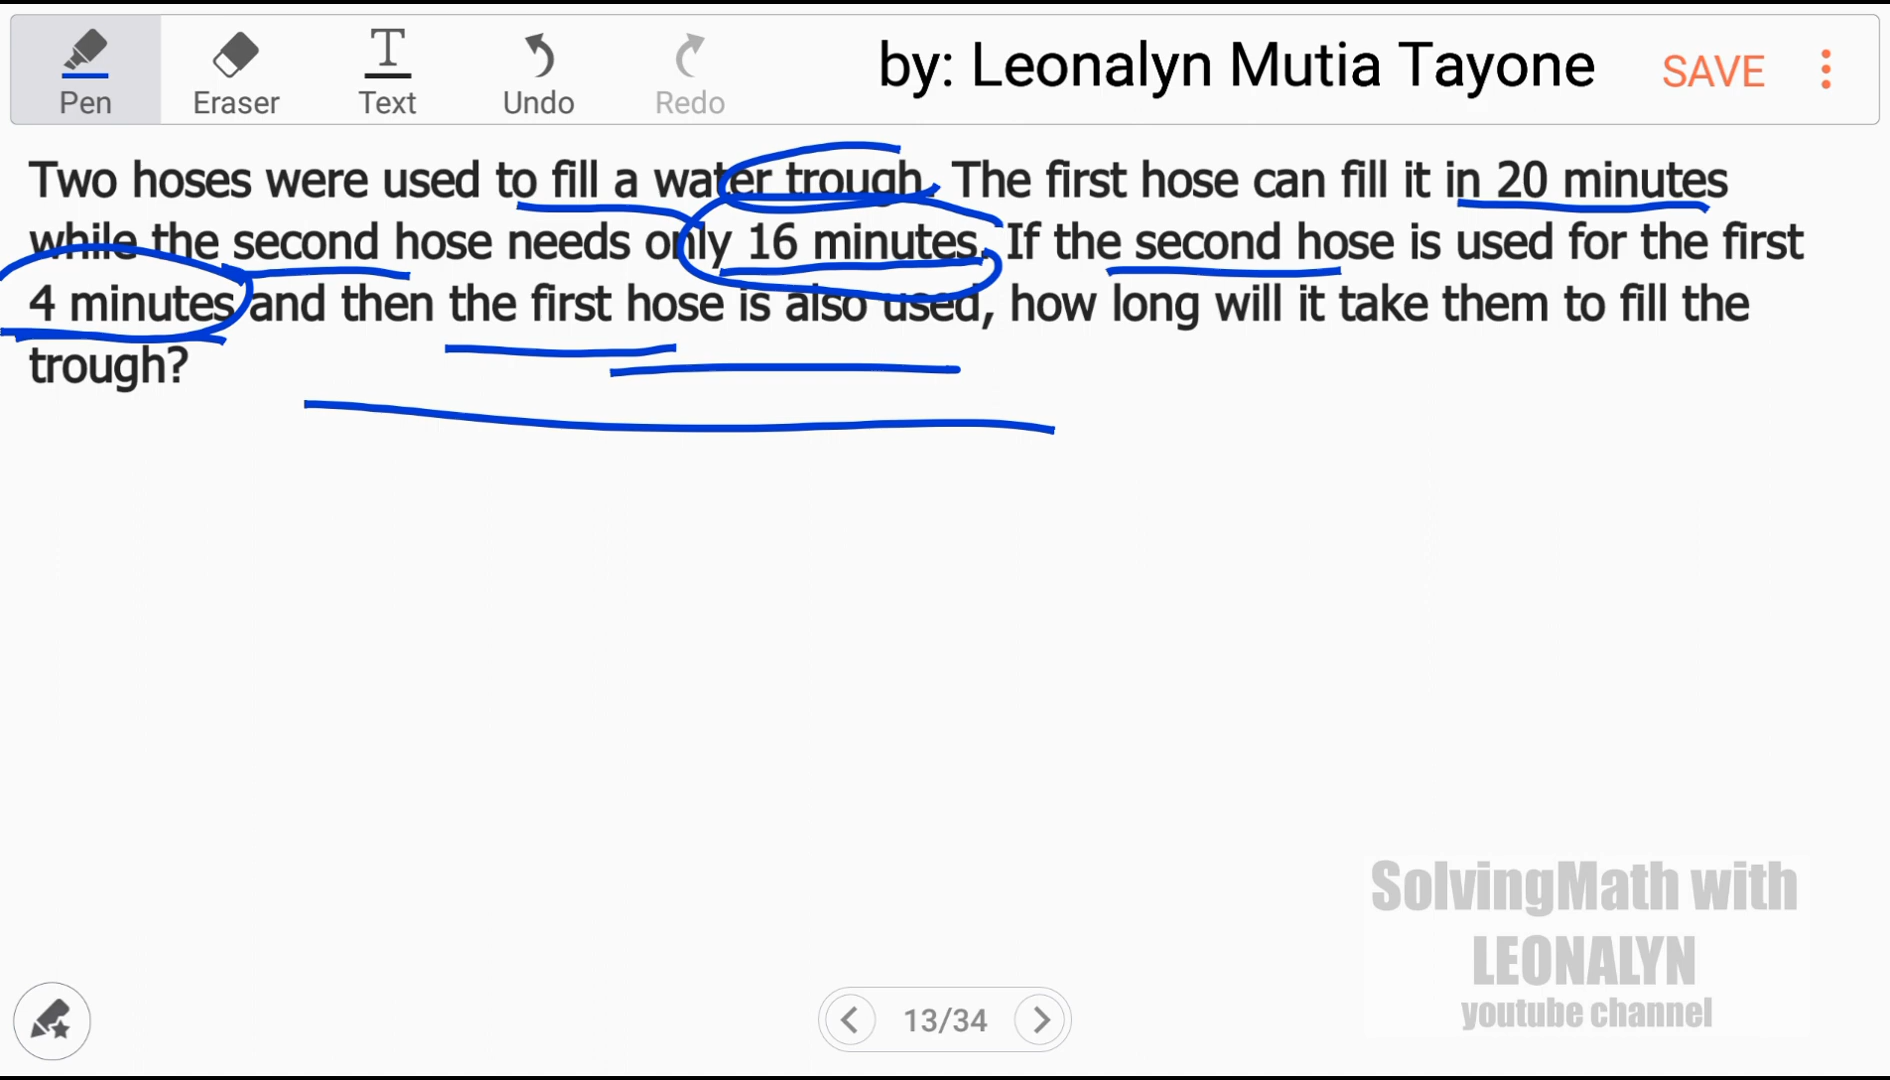 Pen
Eraser
Text
Undo
Redo
by: Leonalyn Mutia Tayone
SAVE
Two hoses were used to fill a water trough. The first hose can fill it in 20 minutes
while the second hose needs only 16 minutes. If the second hose is used for the first
4 minutes and then the first hose is also used, how long will it take them to fill the
trough?
SolvingMath with
LEONALYN
youtube channel
13/34